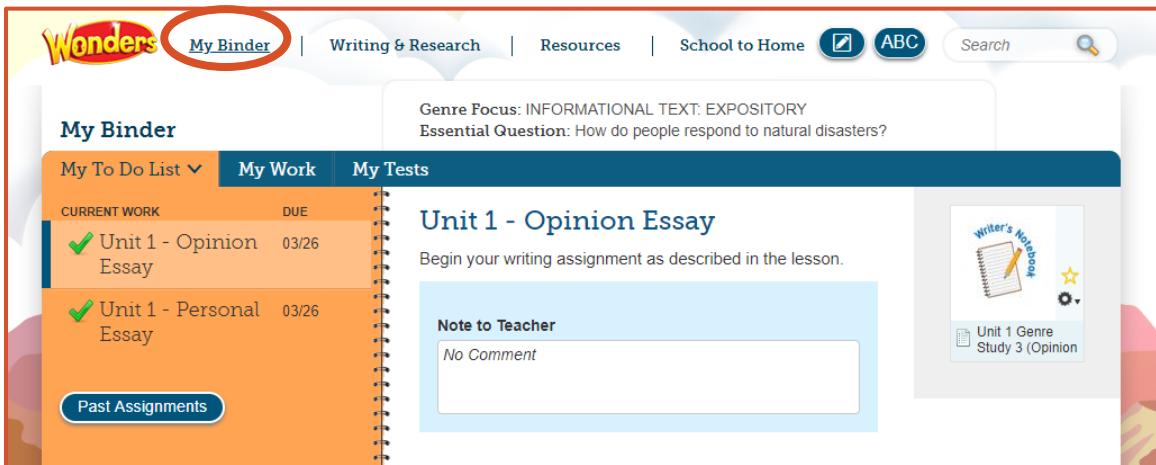 Wonders My Binder | Writing & Research | Resources | School to Home ABC Search
Genre Focus: INFORMATIONAL TEXT: EXPOSITORY
Essential Question: How do people respond to natural disasters?
My Binder
My To Do List My Work My Tests
CURRENT WORK DUE
Unit 1 - Opinion 03/26
Essay
Unit 1 - Personal 03/26
Essay
Past Assignments
Unit 1 - Opinion Essay
Begin your writing assignment as described in the lesson.
Note to Teacher
No Comment
Writer's Notebook
Unit 1 Genre
Study 3 (Opinion